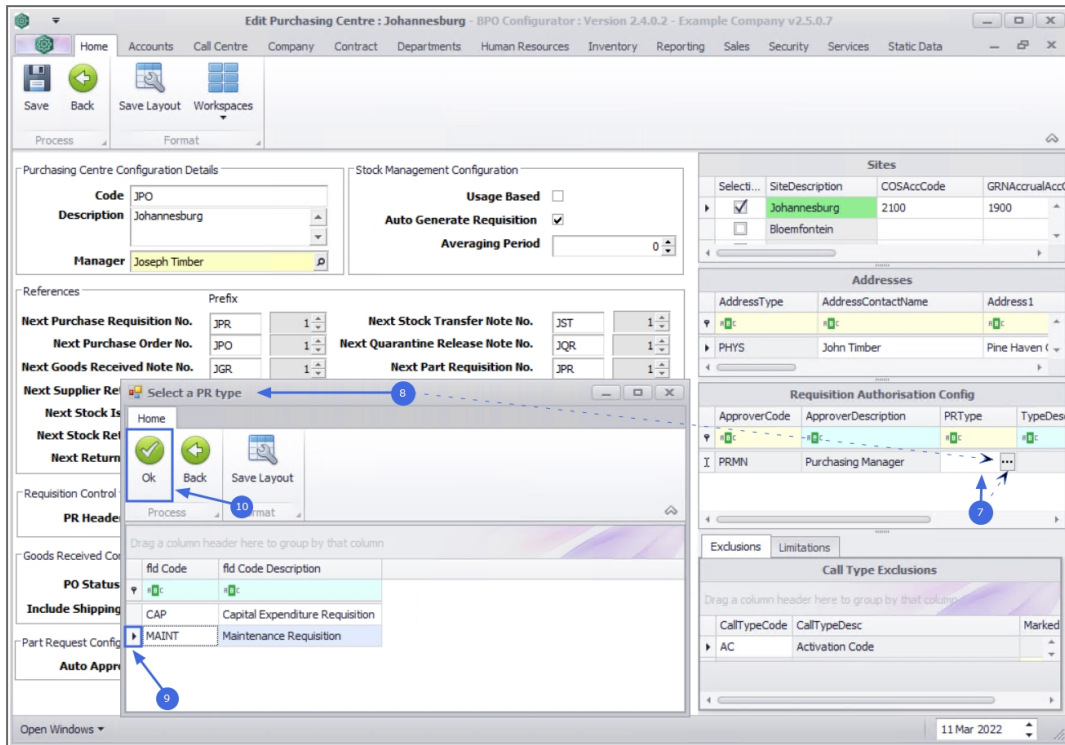 Edit Purchasing Centre : Johannesburg - BPO Configurator : Version 2.4.0.2 - Example Company v2.5.0.7
Home Accounts Call Centre Company Contract Departments Human Resources Inventory Reporting Sales Security Services Static Data
Save Back Save Layout Workspaces
Process Format
Purchasing Centre Configuration Details
Code JPO
Description Johannesburg
Manager Joseph Timber
Stock Management Configuration
Usage Based
Auto Generate Requisition
Averaging Period 0
References
Prefix
Next Purchase Requisition No. JPR 1
Next Stock Transfer Note No. JST 1
Next Purchase Order No. JPO 1
Next Quarantine Release Note No. JQR 1
Next Goods Received Note No. JGR 1
Next Part Requisition No. JPR 1
Next Supplier Re
Next Stock Is
Next Stock Ret
Next Return
Requisition Control
PR Heade
Goods Received Co
PO Status
Include Shipping
Part Request Config
Auto Appr
Select a PR type
8
Home
Ok Back Save Layout
10
Process Format
Drag a column header here to group by that column
fld Code fld Code Description
CAP Capital Expenditure Requisition
MAINT Maintenance Requisition
9
Sites
Selecti... SiteDescription COSAccCode GRNAccrualAcc
Johannesburg 2100 1900
Bloemfontein
Addresses
AddressType AddressContactName Address1
PHYS John Timber Pine Haven
Requisition Authorisation Config
ApproverCode ApproverDescription PRType TypeDes
PRMN Purchasing Manager ...
7
Exclusions Limitations
Call Type Exclusions
Drag a column header here to group by that column
CallTypeCode CallTypeDesc Marked
AC Activation Code
Open Windows
11 Mar 2022